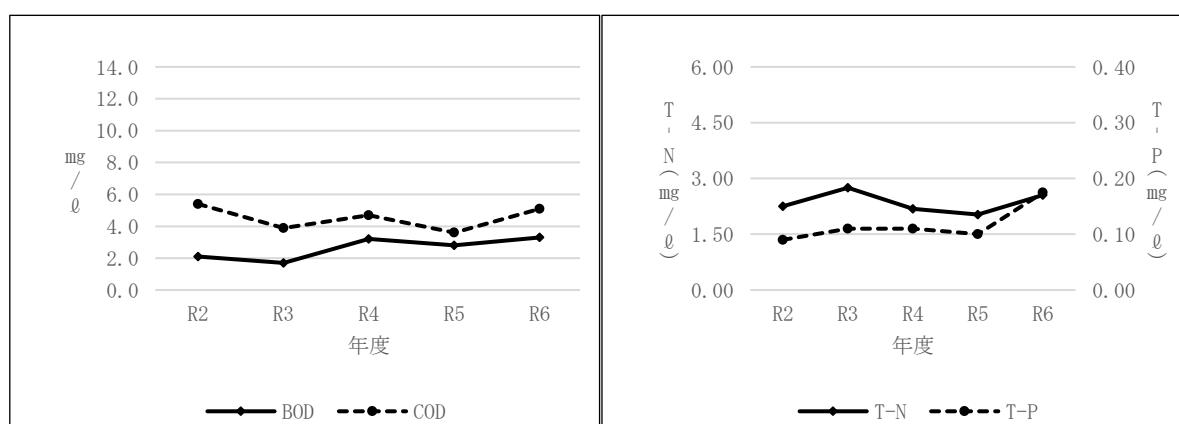 14.0
12.0
10.0
8.0
6.0
4.0
2.0
0.0
mg/ℓ
R2 R3 R4 R5 R6
年度
BOD COD
6.00
4.50
3.00
1.50
0.00
T-N(mg/ℓ)
0.40
0.30
0.20
0.10
0.00
T-P(mg/ℓ)
R2 R3 R4 R5 R6
年度
T-N T-P